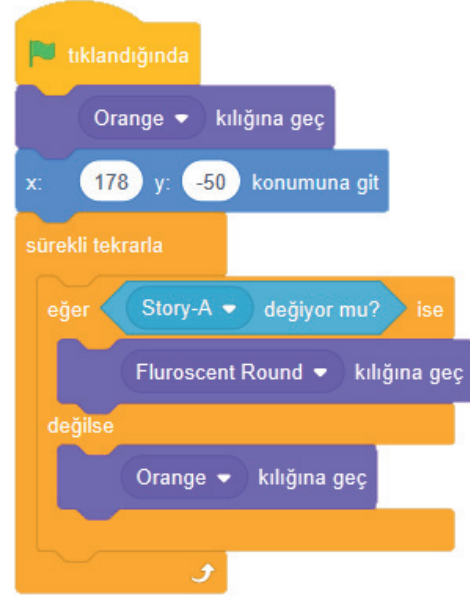 tıklandığında
Orange kılığına geç
x: 178 y: -50 konumuna git
sürekli tekrarla
eğer Story-A değiyor mu? ise
Fluroscent Round kılığına geç
değilse
Orange kılığına geç